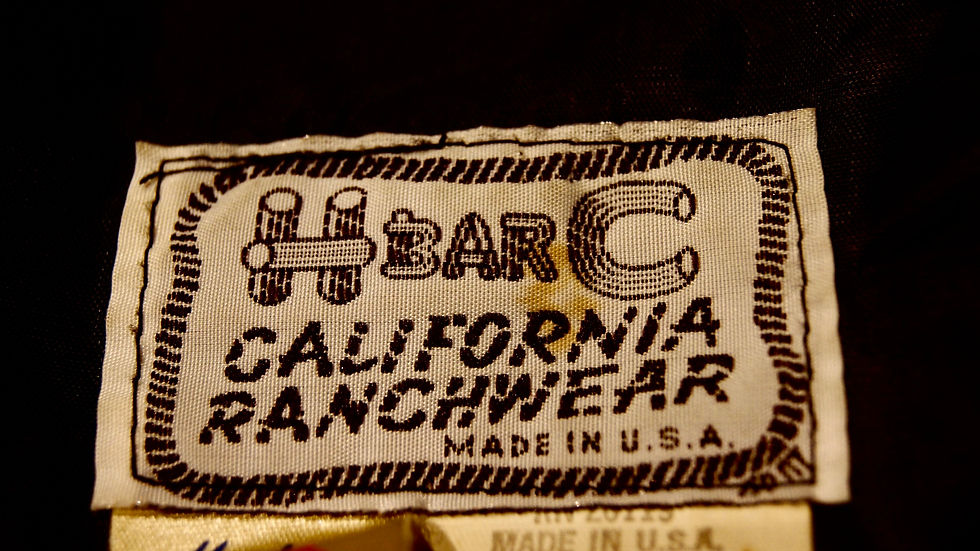 H BAR C
CALIFORNIA
RANCHWEAR
MADE IN U.S.A.
MADE IN U.S.A.